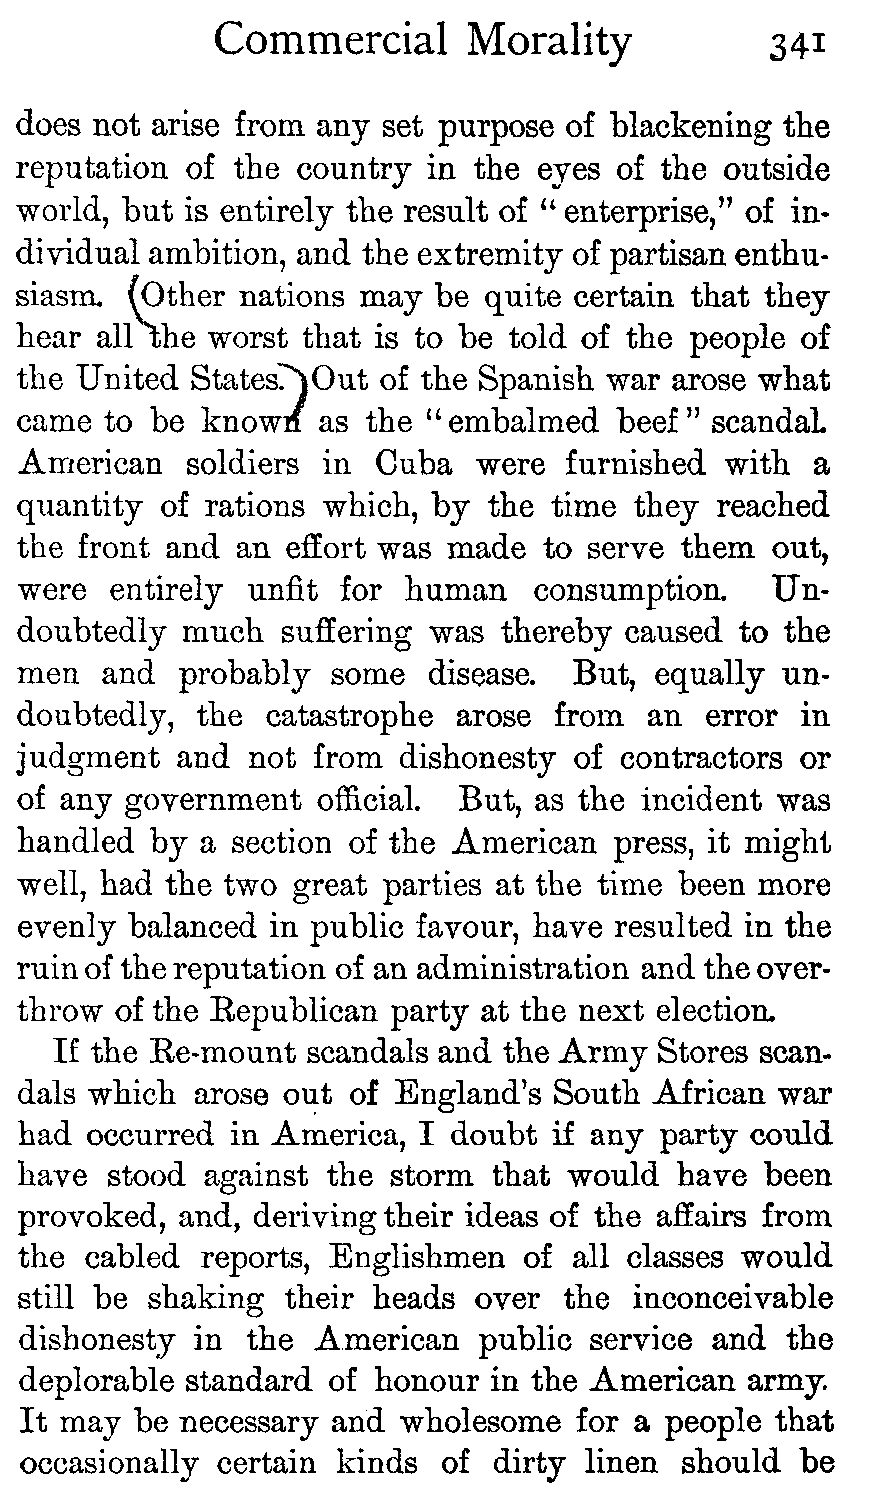 Commercial Morality 341
does not arise from any set purpose of blackening the
reputation of the country in the eyes of the outside
world, but is entirely the result of “ enterprise,” of in-
dividual ambition, and the extremity of partisan enthu-
siasm. (Other nations may be quite certain that they
hear all the worst that is to be told of the people of
the United States.) Out of the Spanish war arose what
came to be known as the “ embalmed beef ” scandal.
American soldiers in Cuba were furnished with a
quantity of rations which, by the time they reached
the front and an effort was made to serve them out,
were entirely unfit for human consumption. Un-
doubtedly much suffering was thereby caused to the
men and probably some disease. But, equally un-
doubtedly, the catastrophe arose from an error in
judgment and not from dishonesty of contractors or
of any government official. But, as the incident was
handled by a section of the American press, it might
well, had the two great parties at the time been more
evenly balanced in public favour, have resulted in the
ruin of the reputation of an administration and the over-
throw of the Republican party at the next election.
If the Re-mount scandals and the Army Stores scan-
dals which arose out of England's South African war
had occurred in America, I doubt if any party could
have stood against the storm that would have been
provoked, and, deriving their ideas of the affairs from
the cabled reports, Englishmen of all classes would
still be shaking their heads over the inconceivable
dishonesty in the American public service and the
deplorable standard of honour in the American army.
It may be necessary and wholesome for a people that
occasionally certain kinds of dirty linen should be